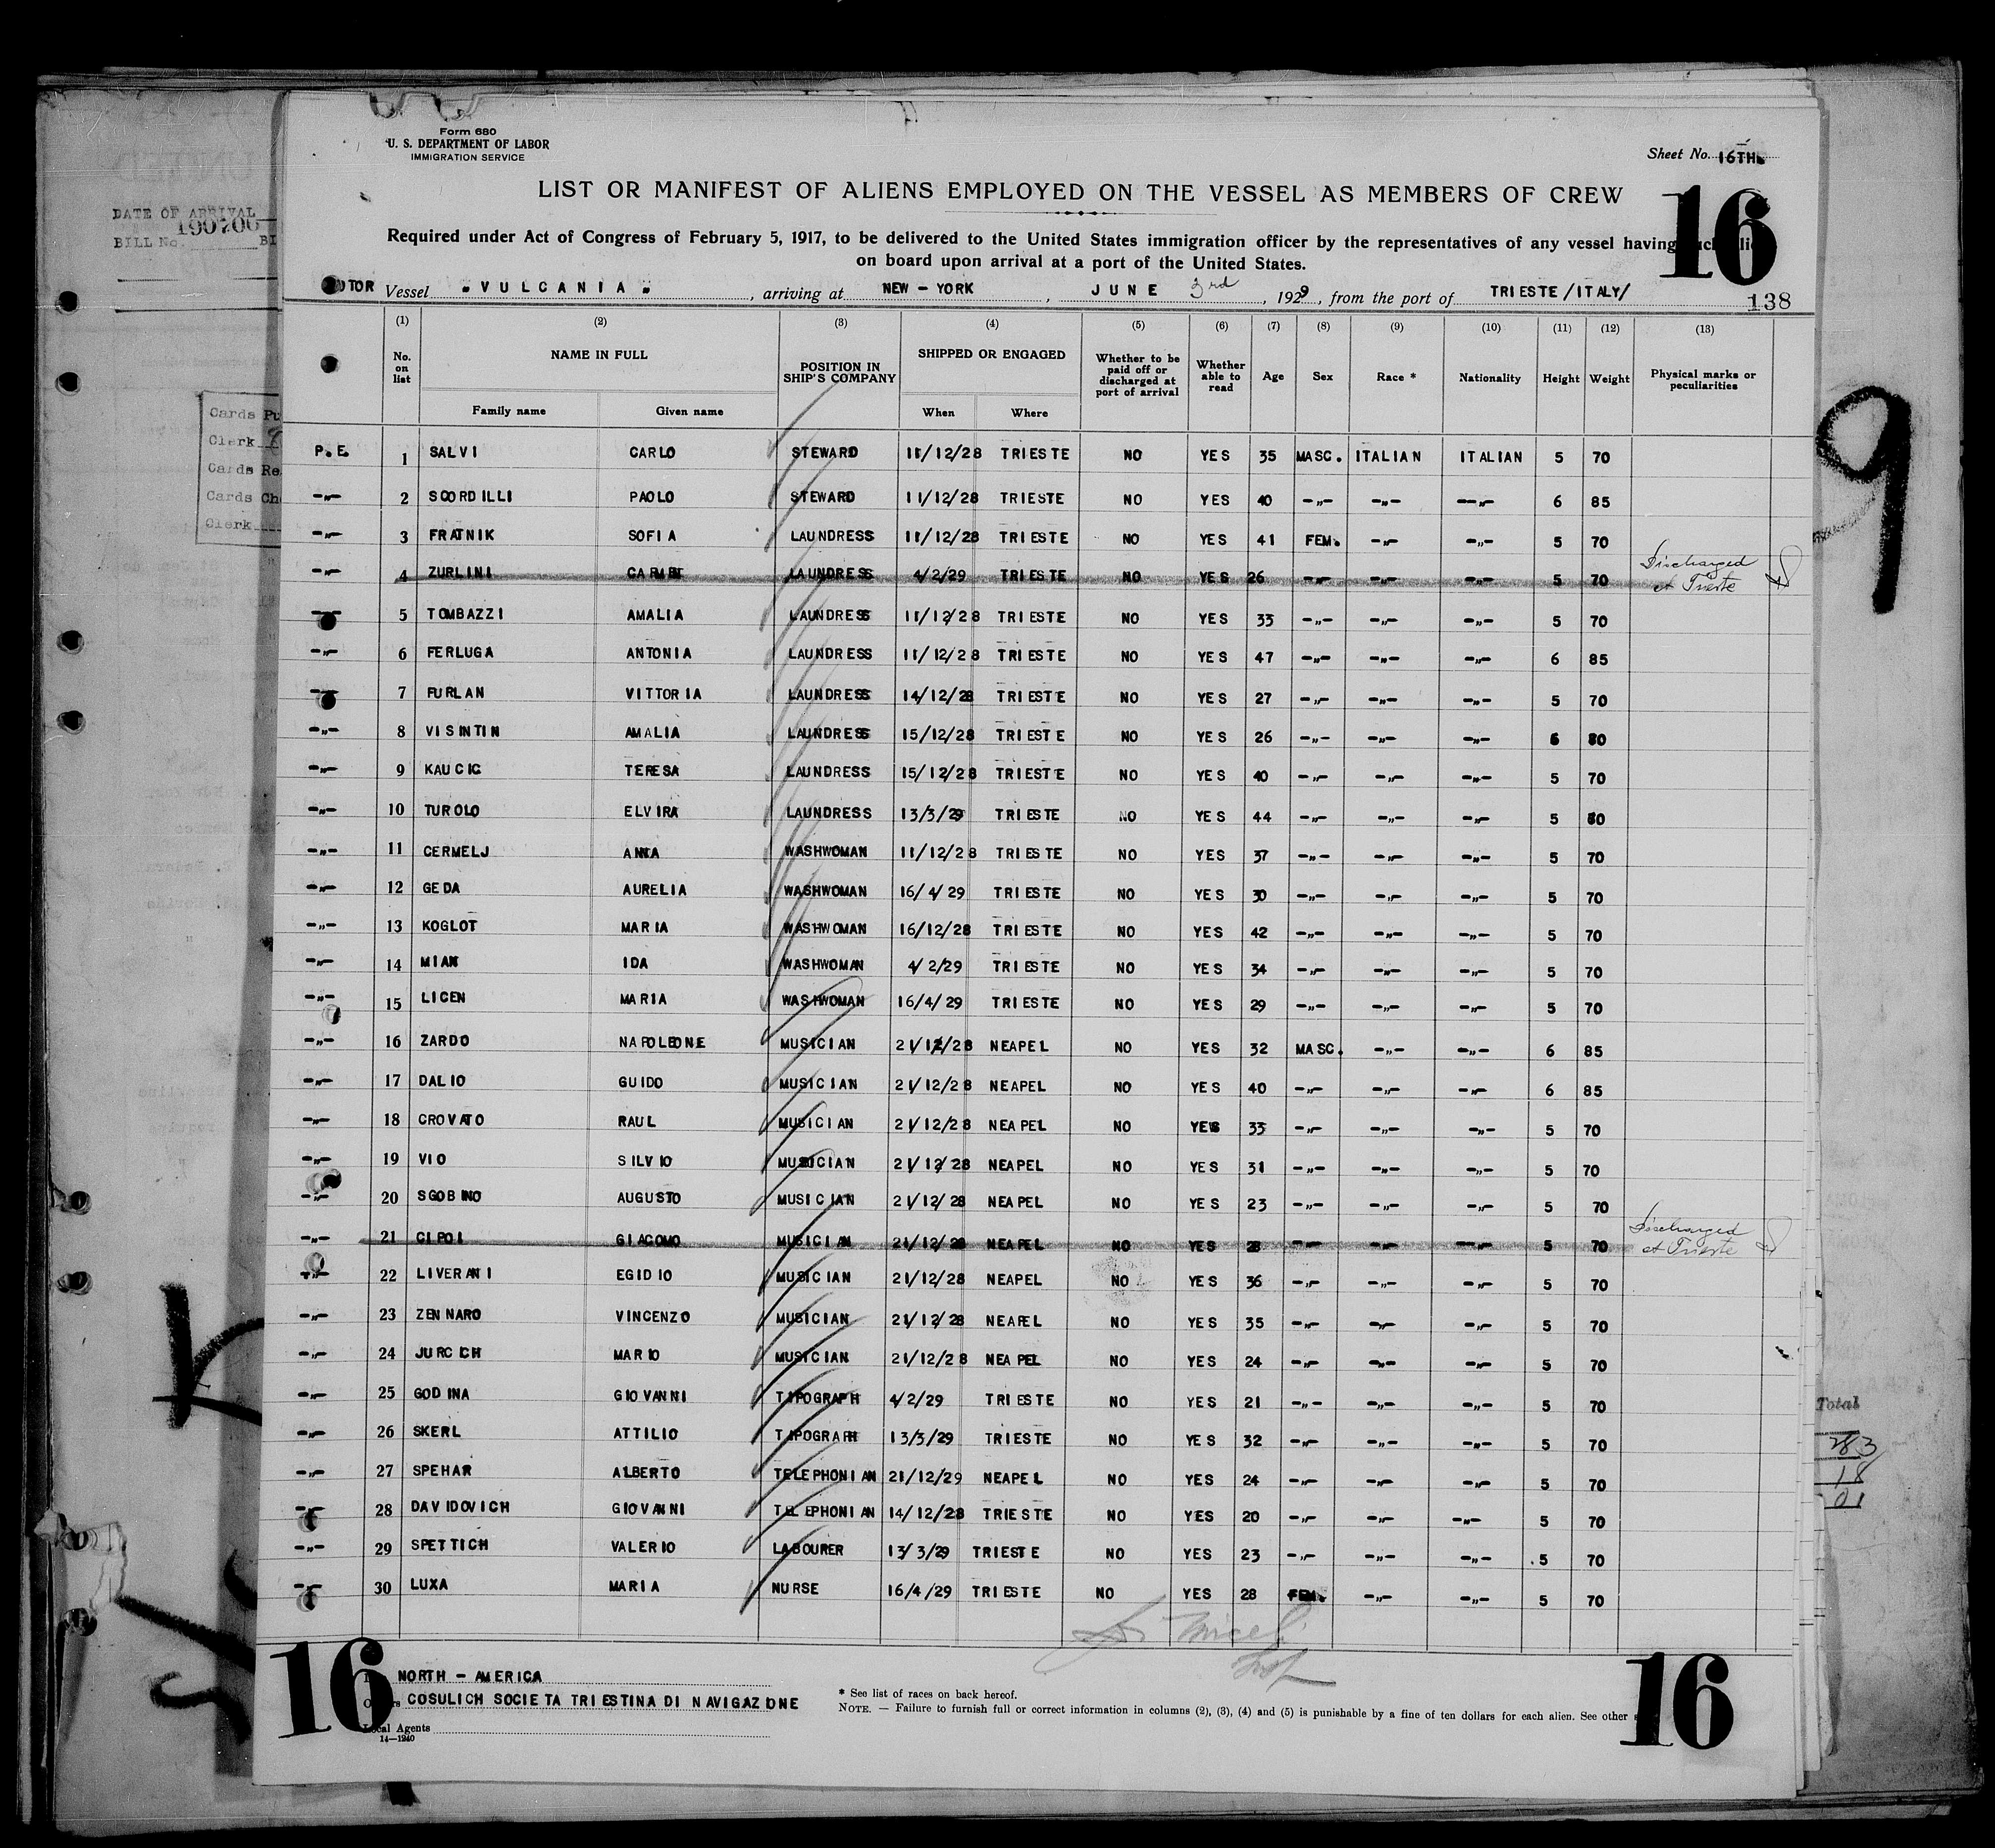 Form 680
U. S. DEPARTMENT OF LABOR
IMMIGRATION SERVICE
Sheet No. 16TH.
LIST OR MANIFEST OF ALIENS EMPLOYED ON THE VESSEL AS MEMBERS OF CREW
16
Required under Act of Congress of February 5, 1917, to be delivered to the United States immigration officer by the representatives of any vessel having
on board upon arrival at a port of the United States.
Vessel "VULCANIA", arriving at NEW-YORK, JUNE 3rd, 1929, from the port of TRIESTE/ITALY/
138
DATE OF ARRIVAL
190706
BILL No.
Cards
Clerk
Cards Re
Cards Ch
Clerk
9
(1) (2) (3) (4) (5) (6) (7) (8) (9) (10) (11) (12) (13)
No. on list NAME IN FULL POSITION IN SHIP'S COMPANY SHIPPED OR ENGAGED Whether to be paid off or discharged at port of arrival Whether able to read Age Sex Race * Nationality Height Weight Physical marks or peculiarities
Family name Given name When Where
P.E. 1 SALVI CARLO STEWARD 11/12/28 TRIESTE NO YES 35 MASC. ITALIAN ITALIAN 5 70
-"- 2 SCORDILLI PAOLO STEWARD 11/12/28 TRIESTE NO YES 40 -"- -"- -"- 6 85
-"- 3 FRATNIK SOFIA LAUNDRESS 11/12/28 TRIESTE NO YES 41 FEM. -"- -"- 5 70
-"- 4 ZURLINI LAUNDRESS 4/2/29 TRIESTE NO YES 26 -"- -"- -"- 5 70 Discharged at Trieste
-"- 5 TOMBAZZI AMALIA LAUNDRESS 11/12/28 TRIESTE NO YES 33 -"- -"- -"- 5 70
-"- 6 FERLUGA ANTONIA LAUNDRESS 11/12/28 TRIESTE NO YES 47 -"- -"- -"- 6 85
-"- 7 FURLAN VITTORIA LAUNDRESS 14/12/28 TRIESTE NO YES 27 -"- -"- -"- 5 70
-"- 8 VISINTIN AMALIA LAUNDRESS 15/12/28 TRIESTE NO YES 26 -"- -"- -"- 6 80
-"- 9 KAUCIC TERESA LAUNDRESS 15/12/28 TRIESTE NO YES 40 -"- -"- -"- 5 70
-"- 10 TUROLO ELVIRA LAUNDRESS 13/3/29 TRIESTE NO YES 44 -"- -"- -"- 5 80
-"- 11 CERMELJ ANNA WASHWOMAN 11/12/28 TRIESTE NO YES 37 -"- -"- -"- 5 70
-"- 12 GEDA AURELIA WASHWOMAN 16/4/29 TRIESTE NO YES 30 -"- -"- -"- 5 70
-"- 13 KOGLOT MARIA WASHWOMAN 16/12/28 TRIESTE NO YES 42 -"- -"- -"- 5 70
-"- 14 MIAN IDA WASHWOMAN 4/2/29 TRIESTE NO YES 34 -"- -"- -"- 5 70
-"- 15 LICEN MARIA WASHWOMAN 16/4/29 TRIESTE NO YES 29 -"- -"- -"- 5 70
-"- 16 ZARDO NAPOLEONE MUSICIAN 21/12/28 NEAPEL NO YES 32 MASC. -"- -"- 6 85
-"- 17 DALIO GUIDO MUSICIAN 21/12/28 NEAPEL NO YES 40 -"- -"- -"- 6 85
-"- 18 CROVATO RAUL MUSICIAN 21/12/28 NEAPEL NO YES 33 -"- -"- -"- 5 70
-"- 19 VIO SILVIO MUSICIAN 21/12/28 NEAPEL NO YES 31 -"- -"- -"- 5 70
-"- 20 SGOBINO AUGUSTO MUSICIAN 21/12/28 NEAPEL NO YES 23 -"- -"- -"- 5 70
-"- 21 CIPOI GIACOMO MUSICIAN 21/12/28 NEAPEL NO YES 28 -"- -"- -"- 5 70 Discharged at Trieste
-"- 22 LIVERANI EGIDIO MUSICIAN 21/12/28 NEAPEL NO YES 36 -"- -"- -"- 5 70
-"- 23 ZENNARO VINCENZO MUSICIAN 21/12/28 NEAPEL NO YES 35 -"- -"- -"- 5 70
-"- 24 JURCICH MARIO MUSICIAN 21/12/28 NEAPEL NO YES 24 -"- -"- -"- 5 70
-"- 25 GODINA GIOVANNI TIPOGRAPH 4/2/29 TRIESTE NO YES 21 -"- -"- -"- 5 70
-"- 26 SKERL ATTILIO TIPOGRAPH 13/3/29 TRIESTE NO YES 32 -"- -"- -"- 5 70
-"- 27 SPEHAR ALBERTO TELEPHONIAN 21/12/29 NEAPEL NO YES 24 -"- -"- -"- 5 70
-"- 28 DAVIDOVICH GIOVANNI TELEPHONIAN 14/12/28 TRIESTE NO YES 20 -"- -"- -"- 5 70
-"- 29 SPETTICH VALERIO LABOURER 13/3/29 TRIESTE NO YES 23 -"- -"- -"- 5 70
-"- 30 LUXA MARIA NURSE 16/4/29 TRIESTE NO YES 28 FEM. -"- -"- 5 70
Total
283
18
16
NORTH - AMERICA
COSULICH SOCIETA TRIESTINA DI NAVIGAZIONE
Local Agents
14—1240
* See list of races on back hereof.
NOTE. — Failure to furnish full or correct information in columns (2), (3), (4) and (5) is punishable by a fine of ten dollars for each alien. See other
16